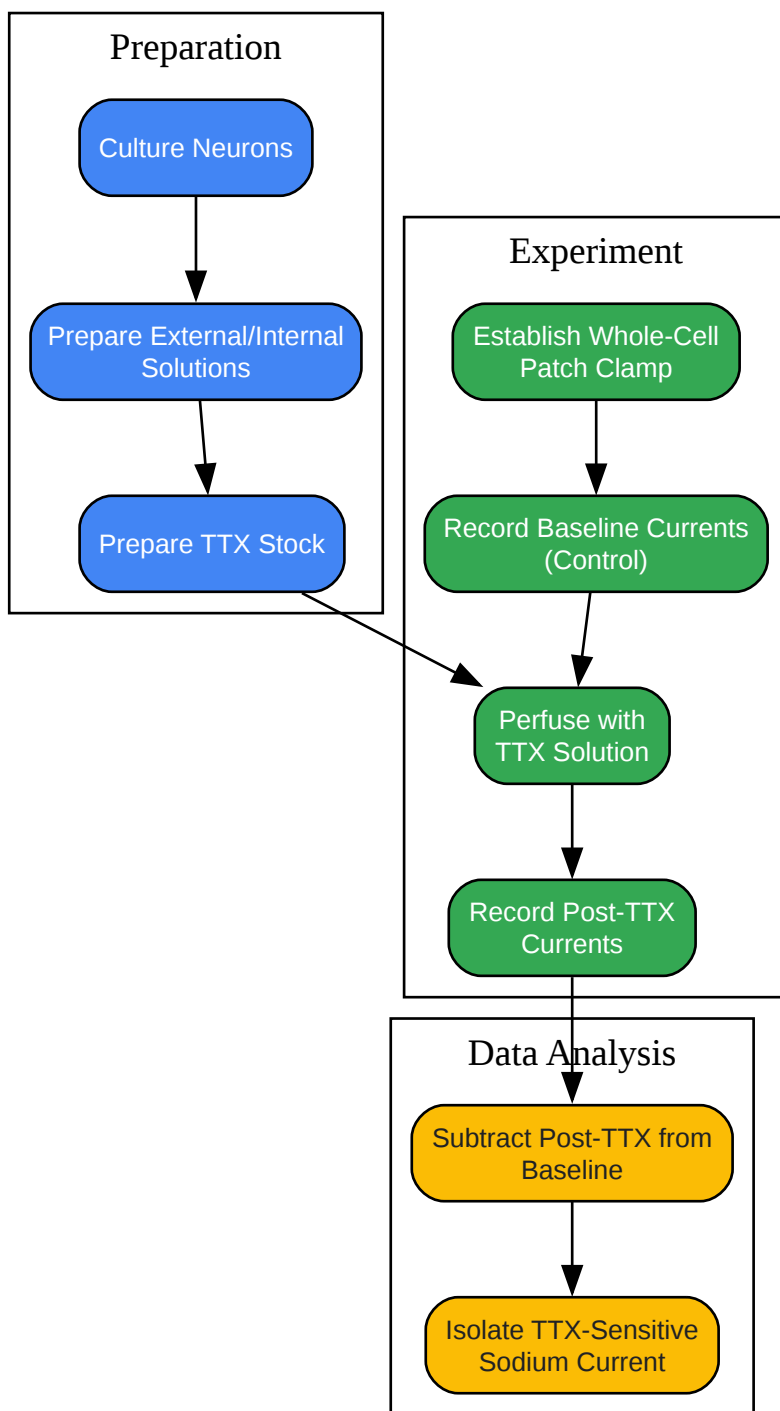 Preparation
Culture Neurons
Prepare External/Internal
Solutions
Prepare TTX Stock
Experiment
Establish Whole-Cell
Patch Clamp
Record Baseline Currents
(Control)
Perfuse with
TTX Solution
Record Post-TTX
Currents
Data Analysis
Subtract Post-TTX from
Baseline
Isolate TTX-Sensitive
Sodium Current